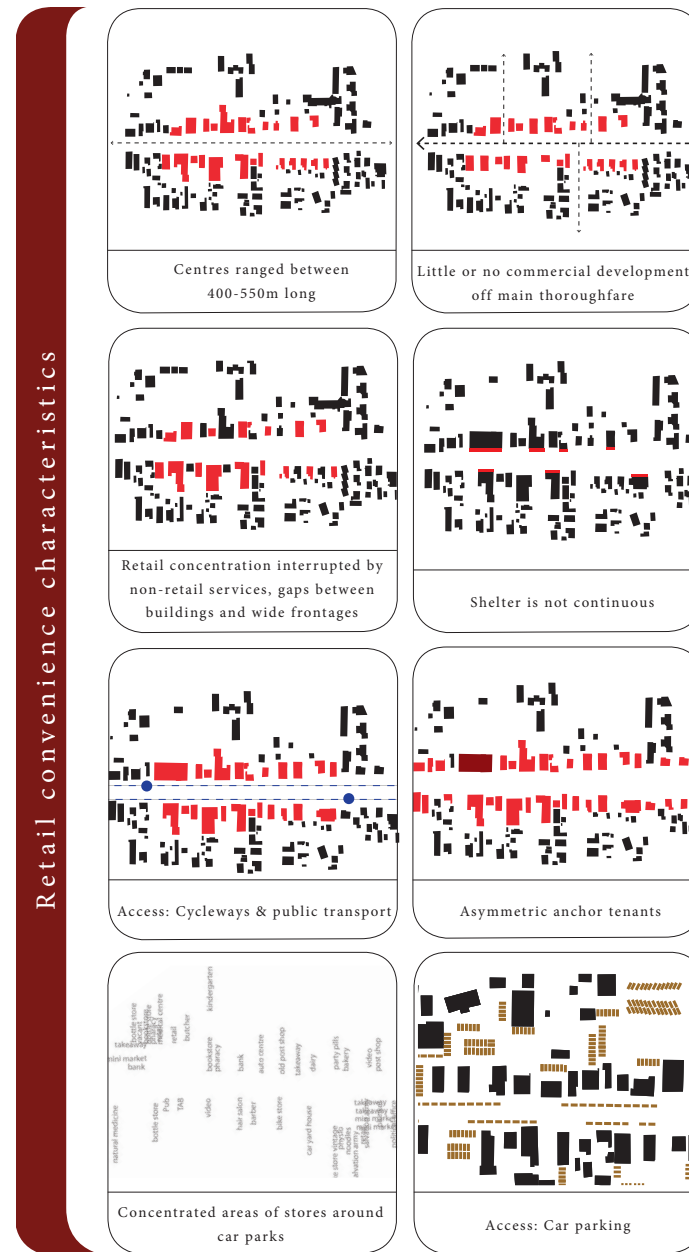 Retail convenience characteristics
Centres ranged between
400-550m long
Little or no commercial development
off main thoroughfare
Retail concentration interrupted by
non-retail services, gaps between
buildings and wide frontages
Shelter is not continuous
Access: Cycleways & public transport
Asymmetric anchor tenants
kindergarten
bottle store
takeaway
retail
butcher
mini market
bank
bookstore
pharacy
bank
auto centre
old post shop
takeaway
dairy
party pills
bakery
video
post shop
natural medicine
bottle store
Pub
TAB
video
hair salon
barber
bike store
car yard house
noodles
takeaway
takeaway
Concentrated areas of stores around
car parks
Access: Car parking